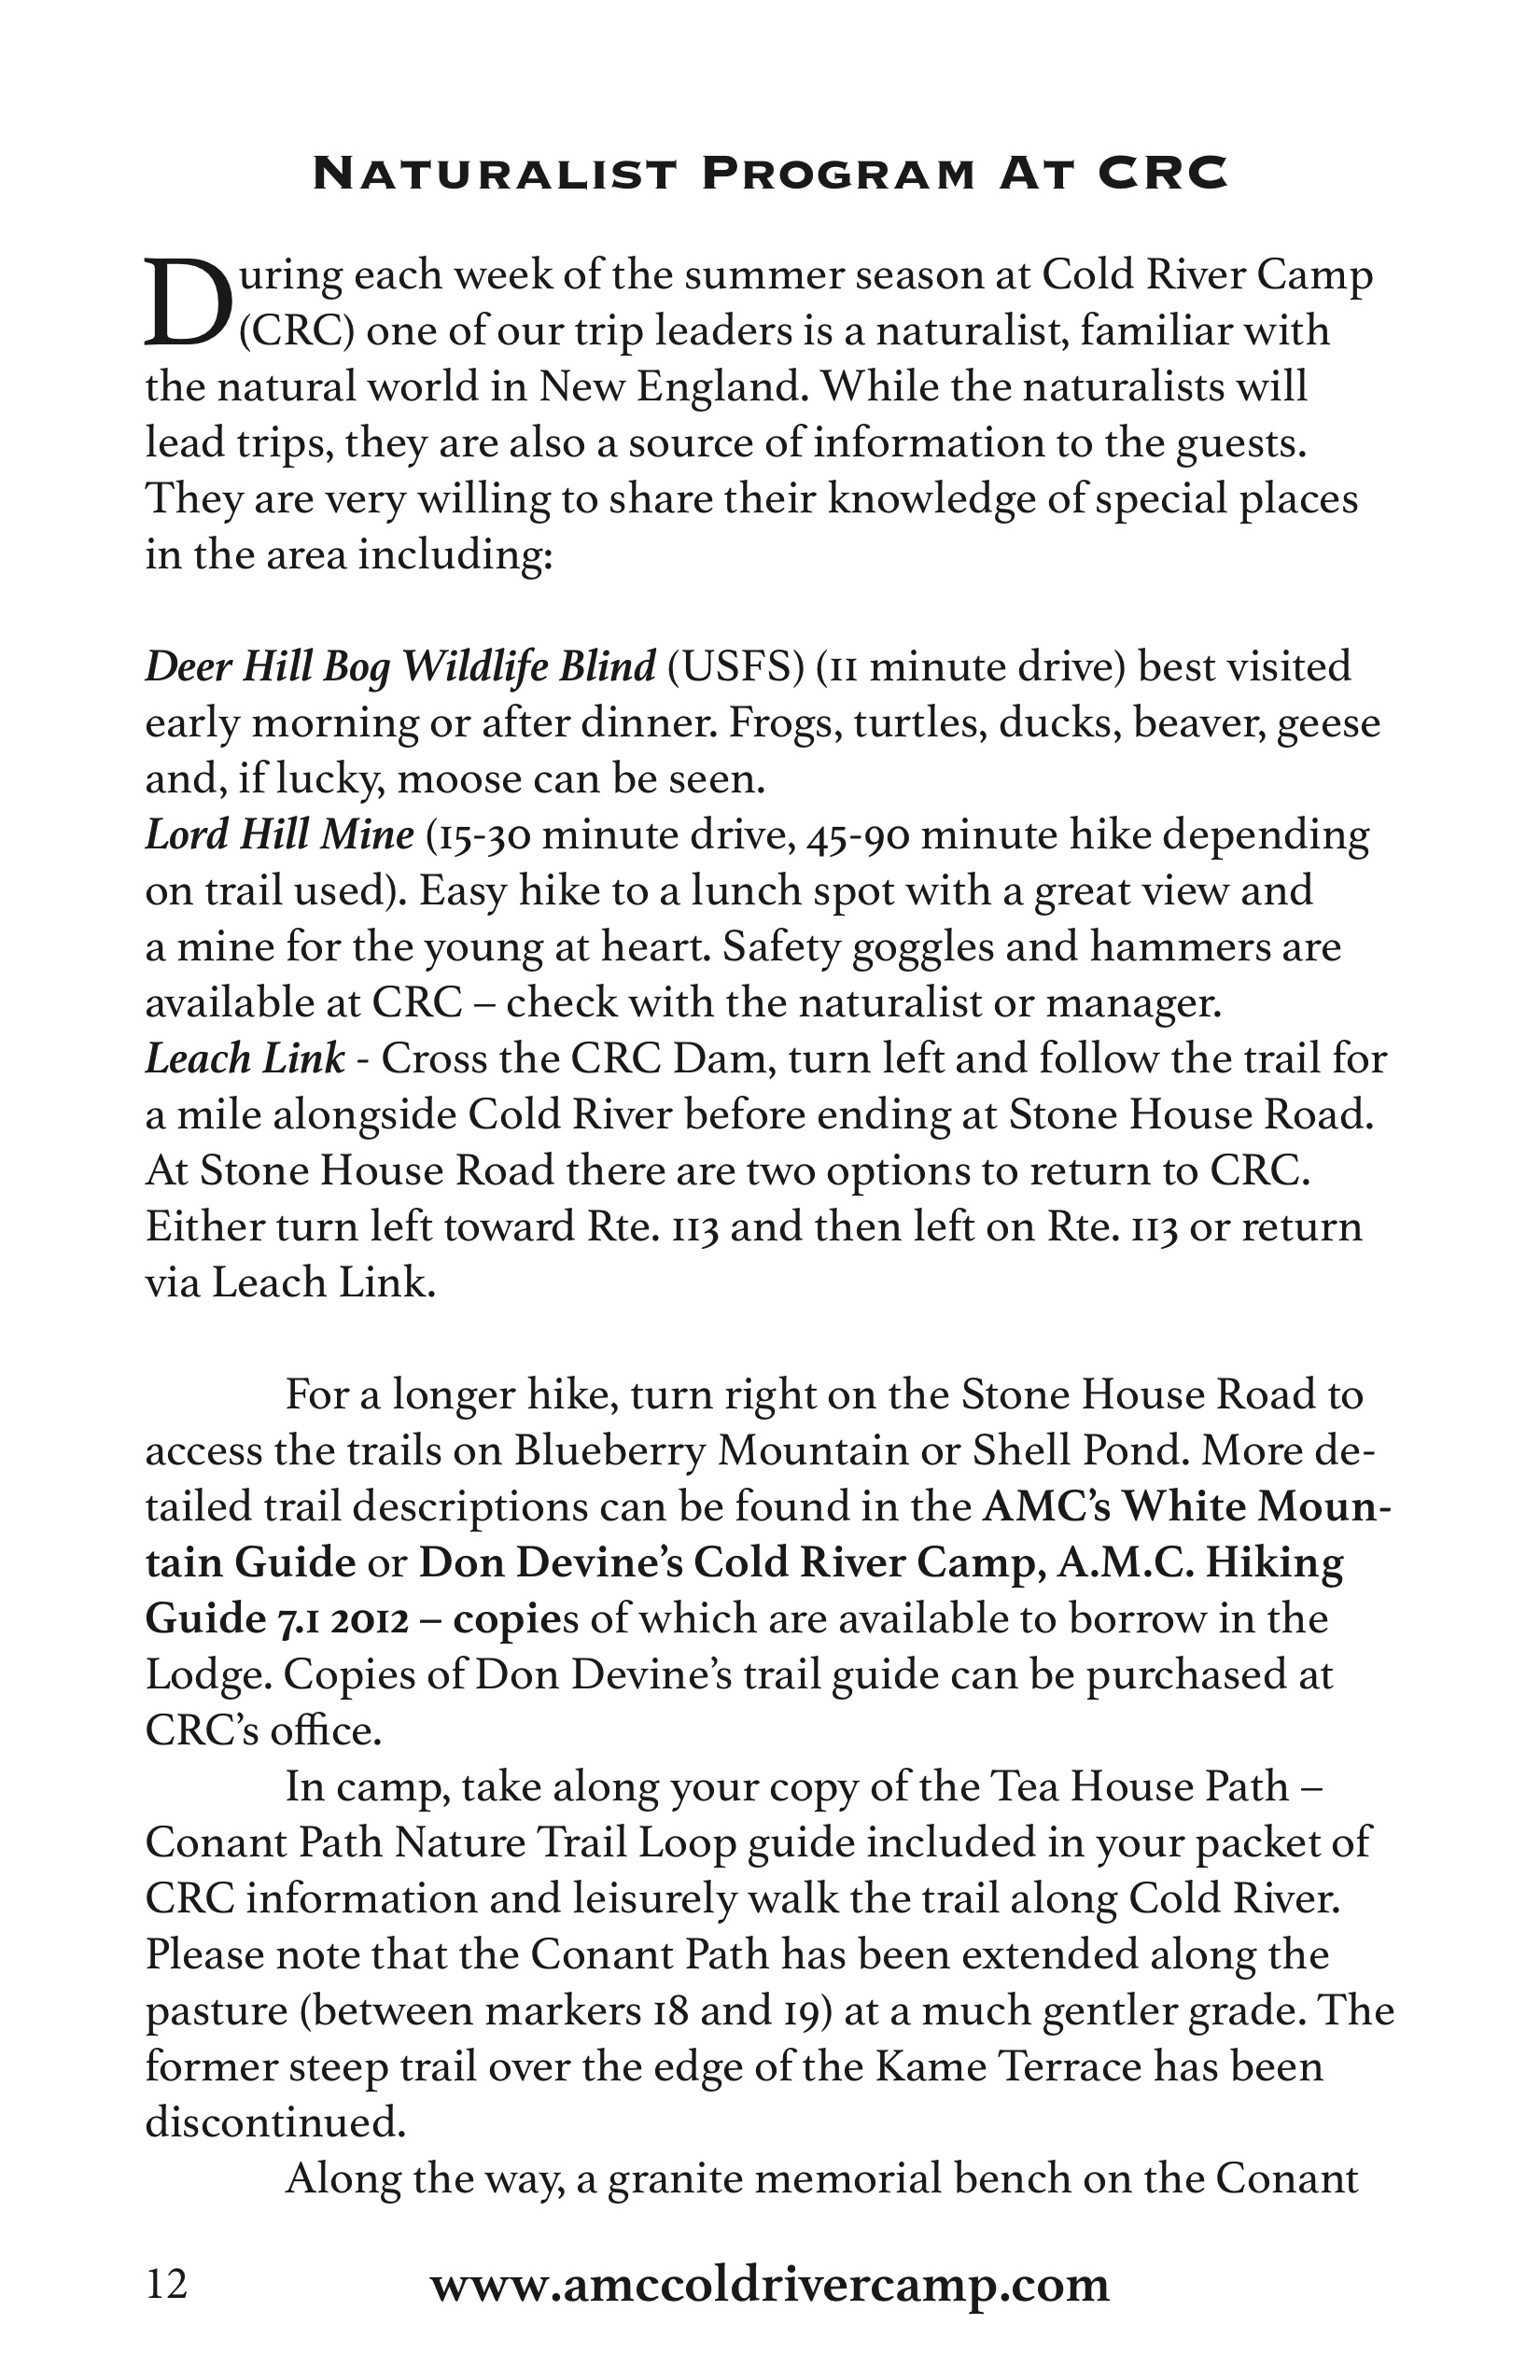 Naturalist Program At CRC
During each week of the summer season at Cold River Camp
(CRC) one of our trip leaders is a naturalist, familiar with
the natural world in New England. While the naturalists will
lead trips, they are also a source of information to the guests.
They are very willing to share their knowledge of special places
in the area including:
Deer Hill Bog Wildlife Blind (USFS) (11 minute drive) best visited
early morning or after dinner. Frogs, turtles, ducks, beaver, geese
and, if lucky, moose can be seen.
Lord Hill Mine (15-30 minute drive, 45-90 minute hike depending
on trail used). Easy hike to a lunch spot with a great view and
a mine for the young at heart. Safety goggles and hammers are
available at CRC – check with the naturalist or manager.
Leach Link - Cross the CRC Dam, turn left and follow the trail for
a mile alongside Cold River before ending at Stone House Road.
At Stone House Road there are two options to return to CRC.
Either turn left toward Rte. 113 and then left on Rte. 113 or return
via Leach Link.
For a longer hike, turn right on the Stone House Road to
access the trails on Blueberry Mountain or Shell Pond. More de-
tailed trail descriptions can be found in the AMC’s White Moun-
tain Guide or Don Devine’s Cold River Camp, A.M.C. Hiking
Guide 7.1 2012 – copies of which are available to borrow in the
Lodge. Copies of Don Devine’s trail guide can be purchased at
CRC’s office.
In camp, take along your copy of the Tea House Path –
Conant Path Nature Trail Loop guide included in your packet of
CRC information and leisurely walk the trail along Cold River.
Please note that the Conant Path has been extended along the
pasture (between markers 18 and 19) at a much gentler grade. The
former steep trail over the edge of the Kame Terrace has been
discontinued.
Along the way, a granite memorial bench on the Conant
12 www.amccoldrivercamp.com